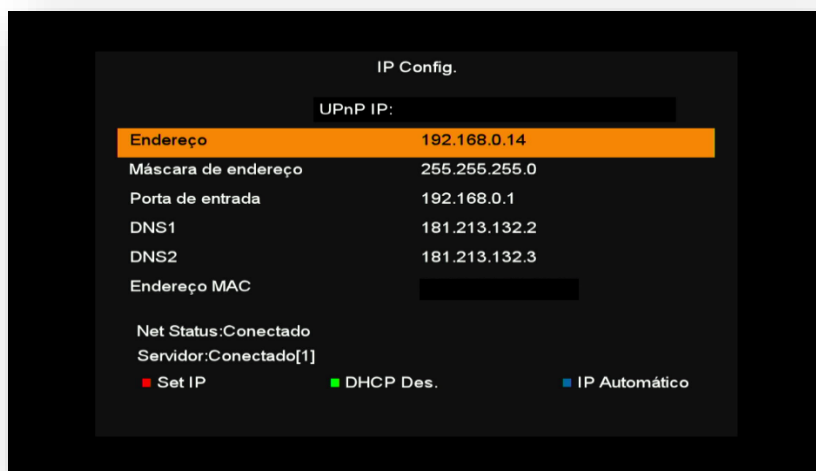 IP Config.
UPnP IP:
Endereço 192.168.0.14
Máscara de endereço 255.255.255.0
Porta de entrada 192.168.0.1
DNS1 181.213.132.2
DNS2 181.213.132.3
Endereço MAC
Net Status:Conectado
Servidor:Conectado[1]
Set IP DHCP Des. IP Automático